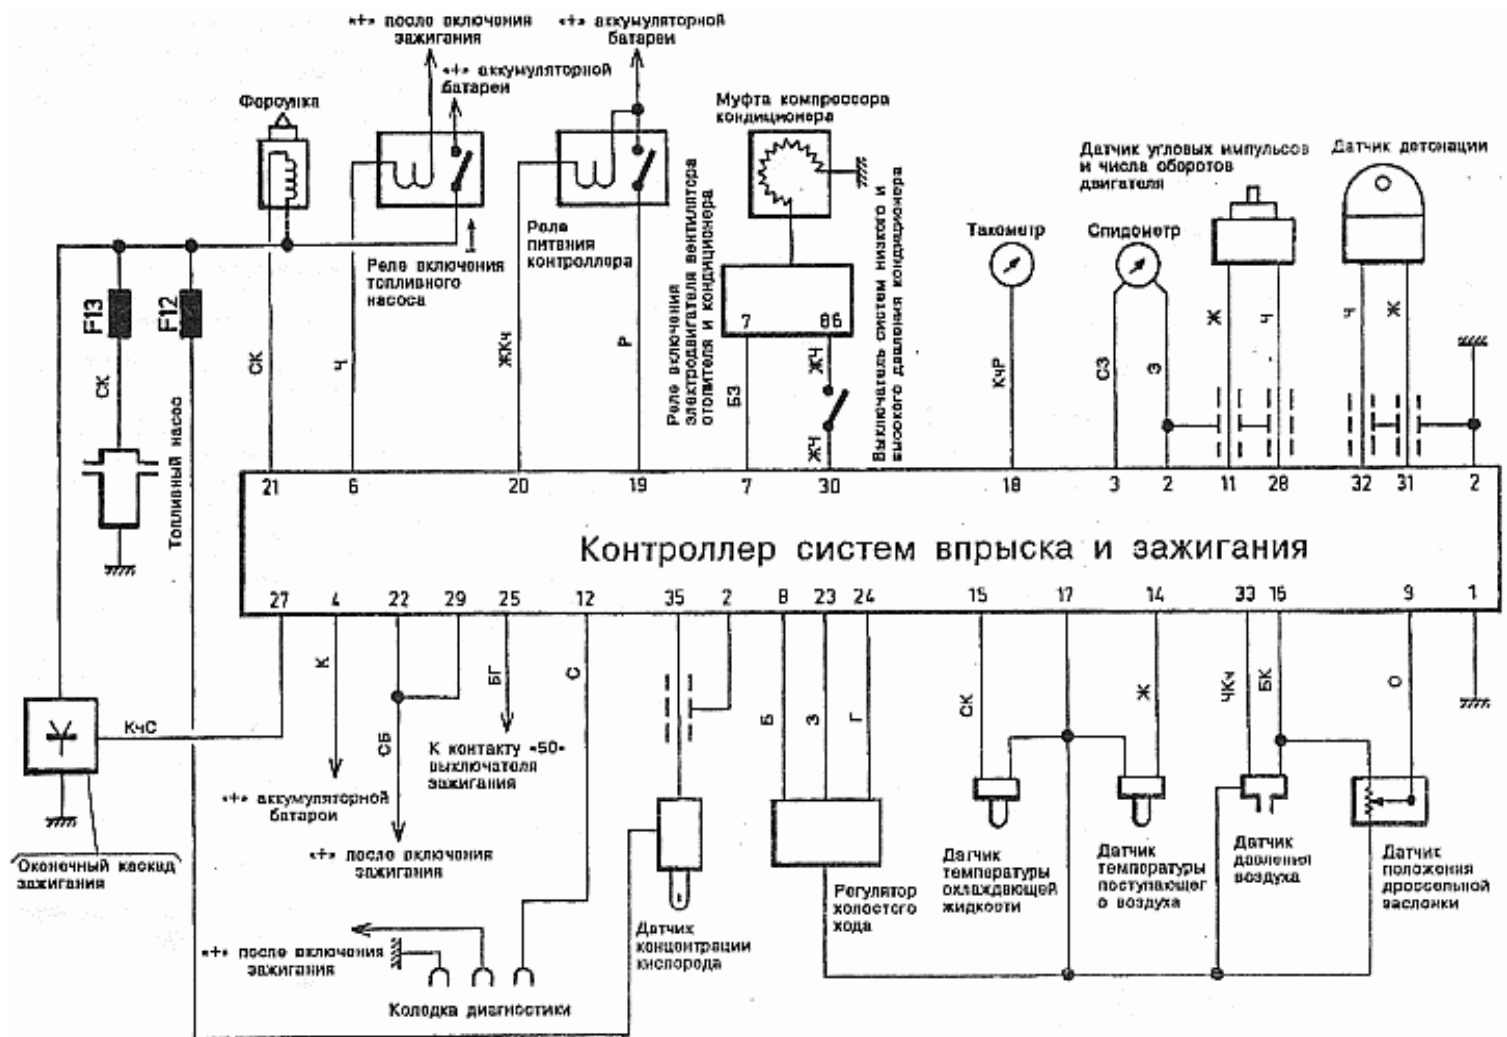 «+» после включения
зажигания
«+» аккумуляторной
батареи
«+» аккумуляторной
батареи
Форсунка
Муфта компрессора
кондиционера
Датчик угловых импульсов
и числа оборотов
двигателя
Датчик детонации
Реле включения
топливного
насоса
Реле
питания
контроллера
Реле включения
электродвигателя вентилятора
отопителя и кондиционера
Выключатель систем низкого и
высокого давления кондиционера
Тахометр
Спидометр
7
86
F13
F12
СК
Топливный насос
СК
Ч
ЖКч
Р
БЗ
ЖЧ
ЖЧ
КчР
СЗ
З
Ж
Ч
Ч
Ж
21
6
20
19
7
30
18
3
2
11
28
32
31
2
Контроллер систем впрыска и зажигания
27
4
22
29
25
12
35
2
8
23
24
15
17
14
33
16
9
1
КчС
К
СБ
БГ
С
Б
З
Г
СК
Ж
ЧКч
БК
О
К контакту «50»
выключателя
зажигания
«+» аккумуляторной
батареи
«+» после включения
зажигания
Оконечный каскад
зажигания
«+» после включения
зажигания
Колодка диагностики
Датчик
концентрации
кислорода
Регулятор
холостого
хода
Датчик
температуры
охлаждающей
жидкости
Датчик
температуры
поступающег
о воздуха
Датчик
давления
воздуха
Датчик
положения
дроссельной
заслонки